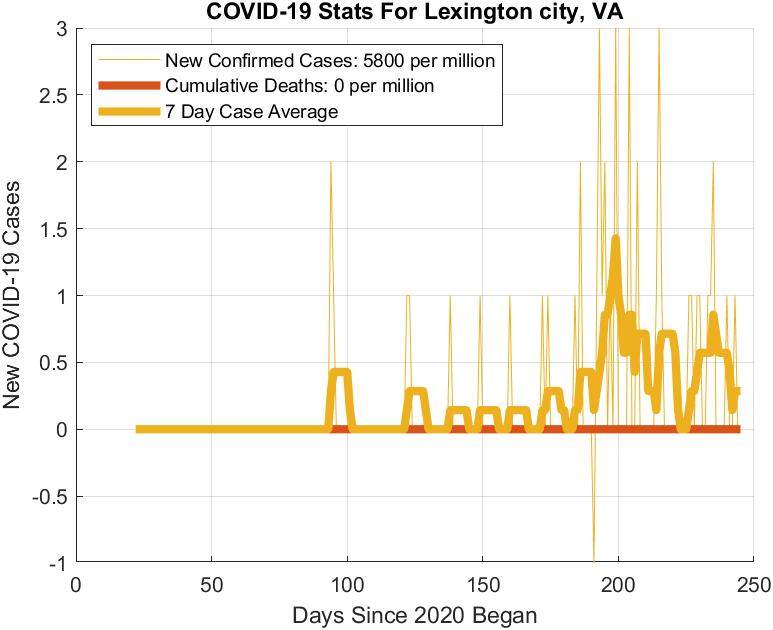 COVID-19 Stats For Lexington city, VA
New Confirmed Cases: 5800 per million
Cumulative Deaths: 0 per million
7 Day Case Average
3
2.5
2
1.5
1
0.5
0
-0.5
-1
New COVID-19 Cases
0 50 100 150 200 250
Days Since 2020 Began